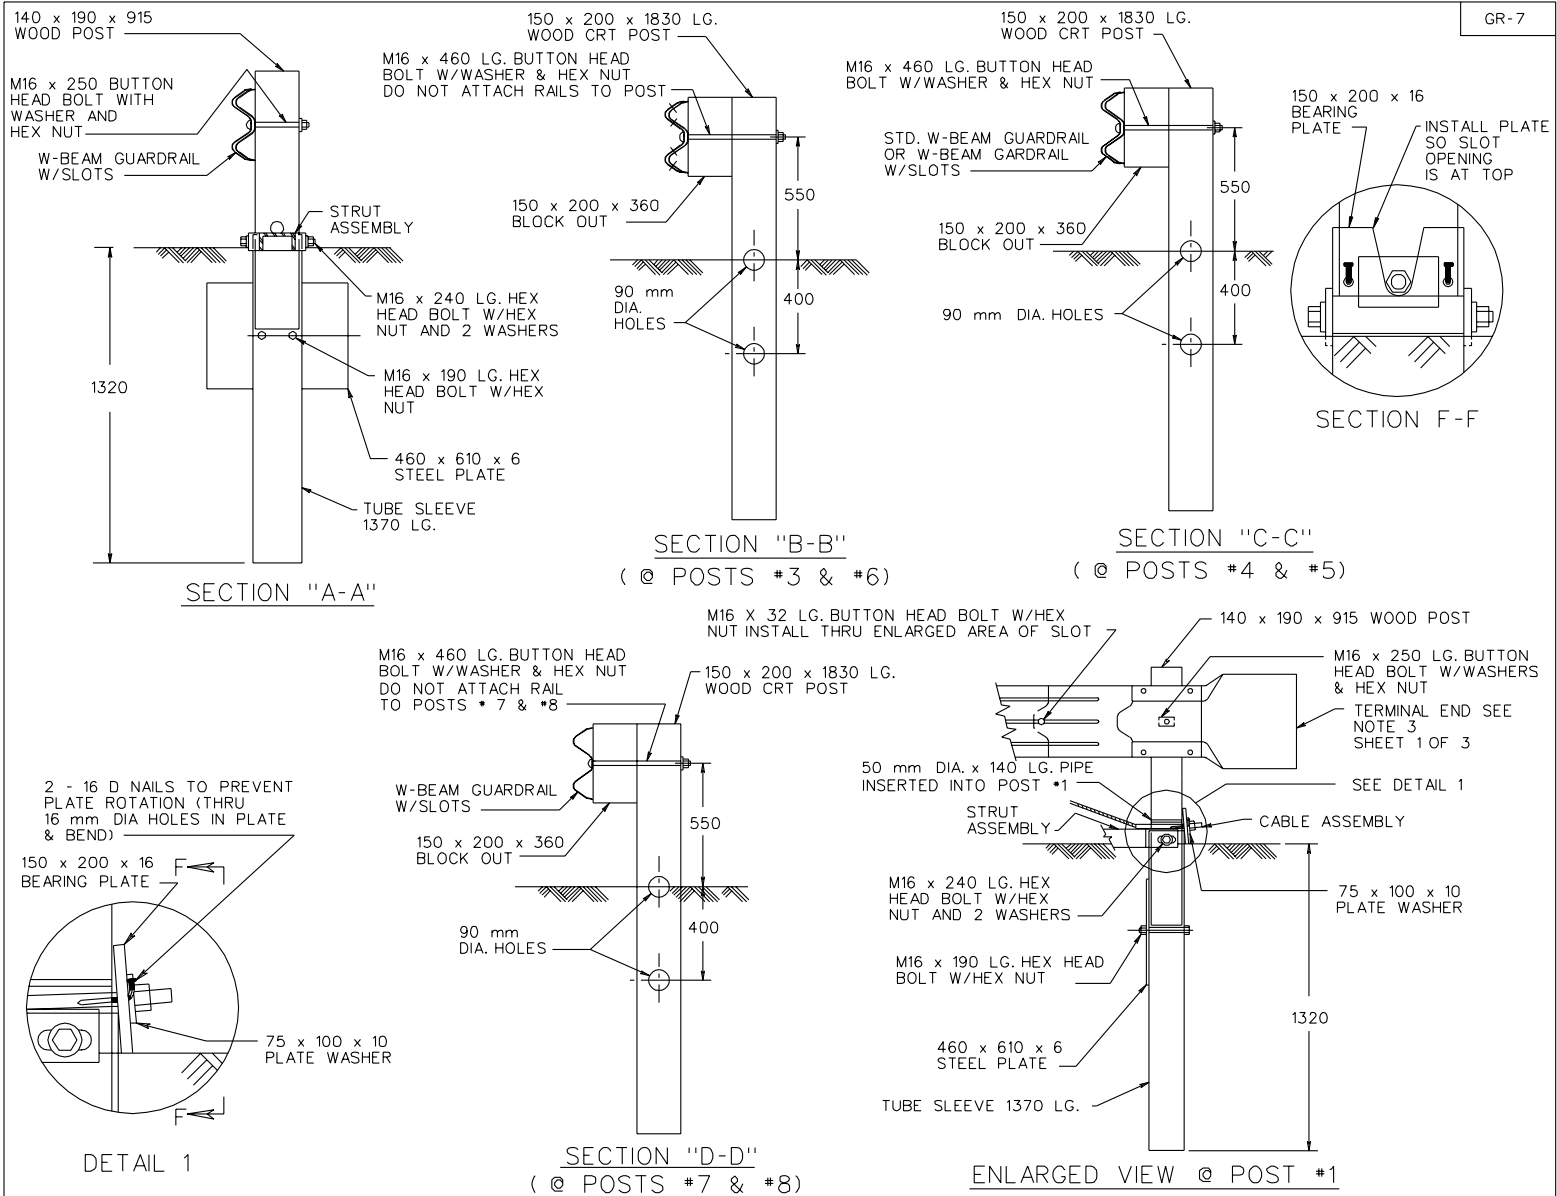 GR-7
140 x 190 x 915
WOOD POST
M16 x 250 BUTTON
HEAD BOLT WITH
WASHER AND
HEX NUT
W-BEAM GUARDRAIL
W/SLOTS
STRUT
ASSEMBLY
M16 x 240 LG. HEX
HEAD BOLT W/HEX
NUT AND 2 WASHERS
1320
M16 x 190 LG. HEX
HEAD BOLT W/HEX
NUT
460 x 610 x 6
STEEL PLATE
TUBE SLEEVE
1370 LG.
SECTION "A-A"
150 x 200 x 1830 LG.
WOOD CRT POST
M16 x 460 LG. BUTTON HEAD
BOLT W/WASHER & HEX NUT
DO NOT ATTACH RAILS TO POST
550
150 x 200 x 360
BLOCK OUT
90 mm
DIA.
HOLES
400
SECTION "B-B"
( @ POSTS #3 & #6)
150 x 200 x 1830 LG.
WOOD CRT POST
M16 x 460 LG. BUTTON HEAD
BOLT W/WASHER & HEX NUT
STD. W-BEAM GUARDRAIL
OR W-BEAM GARDRAIL
W/SLOTS
550
150 x 200 x 360
BLOCK OUT
400
90 mm DIA. HOLES
SECTION "C-C"
( @ POSTS #4 & #5)
150 x 200 x 16
BEARING
PLATE
INSTALL PLATE
SO SLOT
OPENING
IS AT TOP
SECTION F-F
2 - 16 D NAILS TO PREVENT
PLATE ROTATION (THRU
16 mm DIA HOLES IN PLATE
& BEND)
150 x 200 x 16
BEARING PLATE
F
75 x 100 x 10
PLATE WASHER
F
DETAIL 1
M16 x 460 LG. BUTTON HEAD
BOLT W/WASHER & HEX NUT
DO NOT ATTACH RAIL
TO POSTS # 7 & #8
150 x 200 x 1830 LG.
WOOD CRT POST
W-BEAM GUARDRAIL
W/SLOTS
550
150 x 200 x 360
BLOCK OUT
90 mm
DIA. HOLES
400
SECTION "D-D"
( @ POSTS #7 & #8)
M16 X 32 LG. BUTTON HEAD BOLT W/HEX
NUT INSTALL THRU ENLARGED AREA OF SLOT
140 x 190 x 915 WOOD POST
M16 x 250 LG. BUTTON
HEAD BOLT W/WASHERS
& HEX NUT
TERMINAL END SEE
NOTE 3
SHEET 1 OF 3
50 mm DIA. x 140 LG. PIPE
INSERTED INTO POST #1
SEE DETAIL 1
STRUT
ASSEMBLY
CABLE ASSEMBLY
M16 x 240 LG. HEX
HEAD BOLT W/HEX
NUT AND 2 WASHERS
75 x 100 x 10
PLATE WASHER
M16 x 190 LG. HEX HEAD
BOLT W/HEX NUT
1320
460 x 610 x 6
STEEL PLATE
TUBE SLEEVE 1370 LG.
ENLARGED VIEW @ POST #1